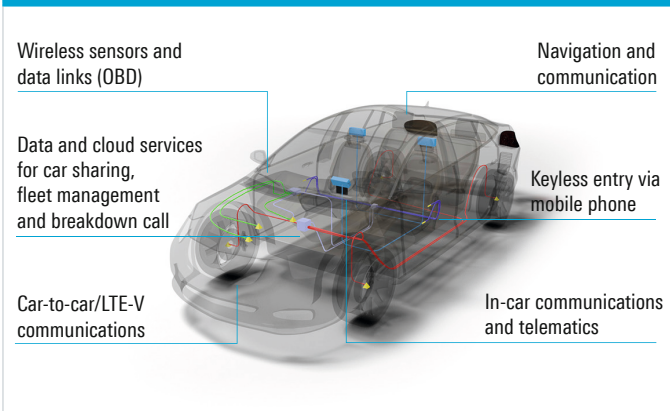 Wireless sensors and
data links (OBD)
Navigation and
communication
Data and cloud services
for car sharing,
fleet management
and breakdown call
Keyless entry via
mobile phone
Car-to-car/LTE-V
communications
In-car communications
and telematics